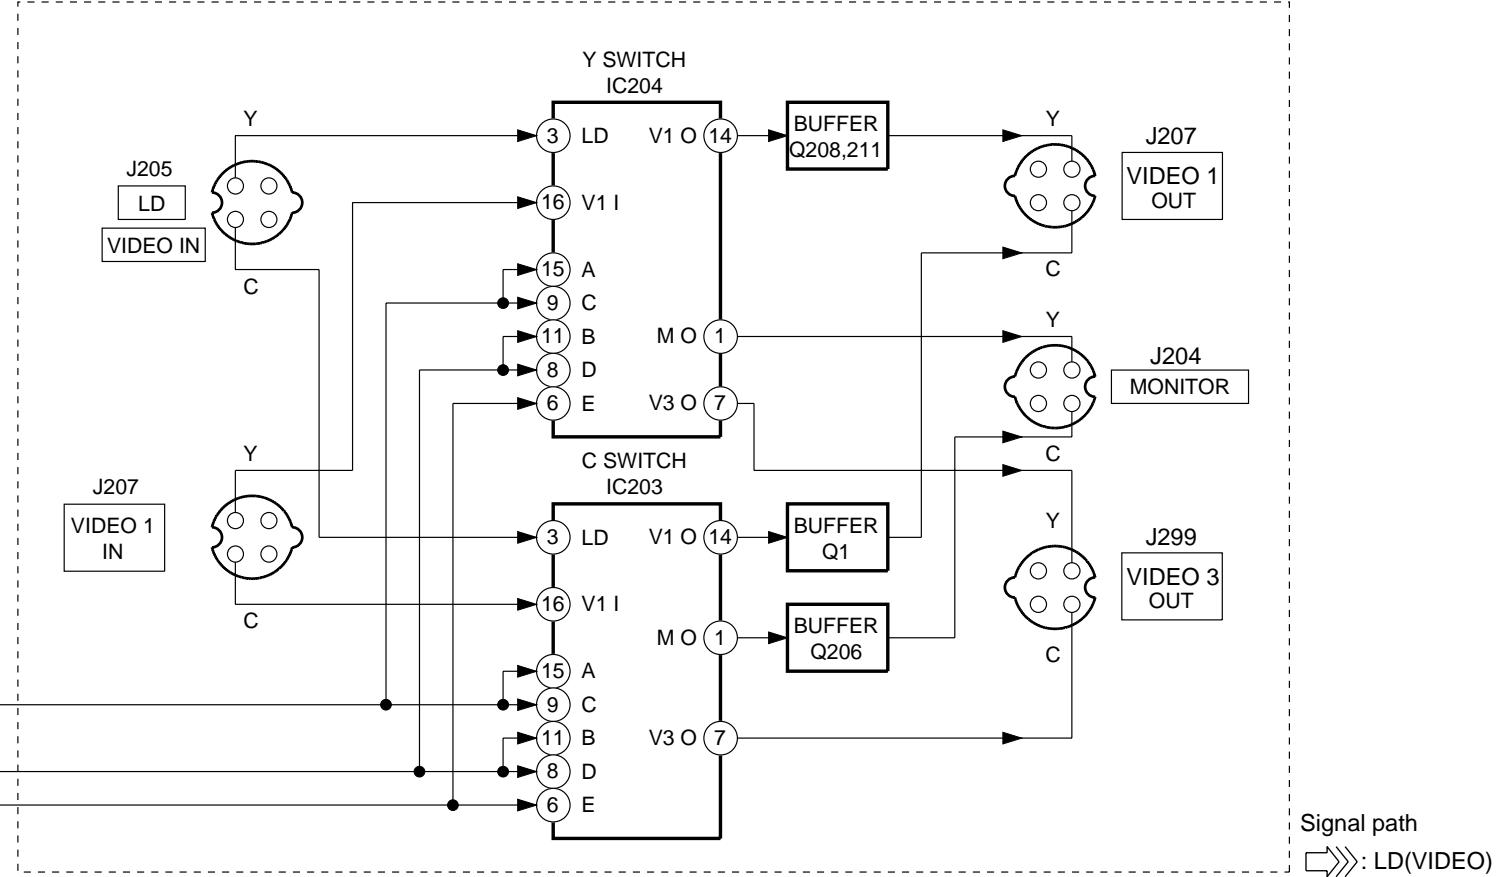 Y SWITCH
IC204
Y
J205
LD
VIDEO IN
C
3 LD
16 V1 I
15 A
9 C
11 B
8 D
6 E
V1 O 14
M O 1
V3 O 7
BUFFER
Q208,211
Y
J207
VIDEO 1
OUT
C
Y
J204
MONITOR
C
Y
J207
VIDEO 1
IN
C
C SWITCH
IC203
3 LD
16 V1 I
15 A
9 C
11 B
8 D
6 E
V1 O 14
M O 1
V3 O 7
BUFFER
Q1
BUFFER
Q206
Y
J299
VIDEO 3
OUT
C
Signal path
: LD(VIDEO)